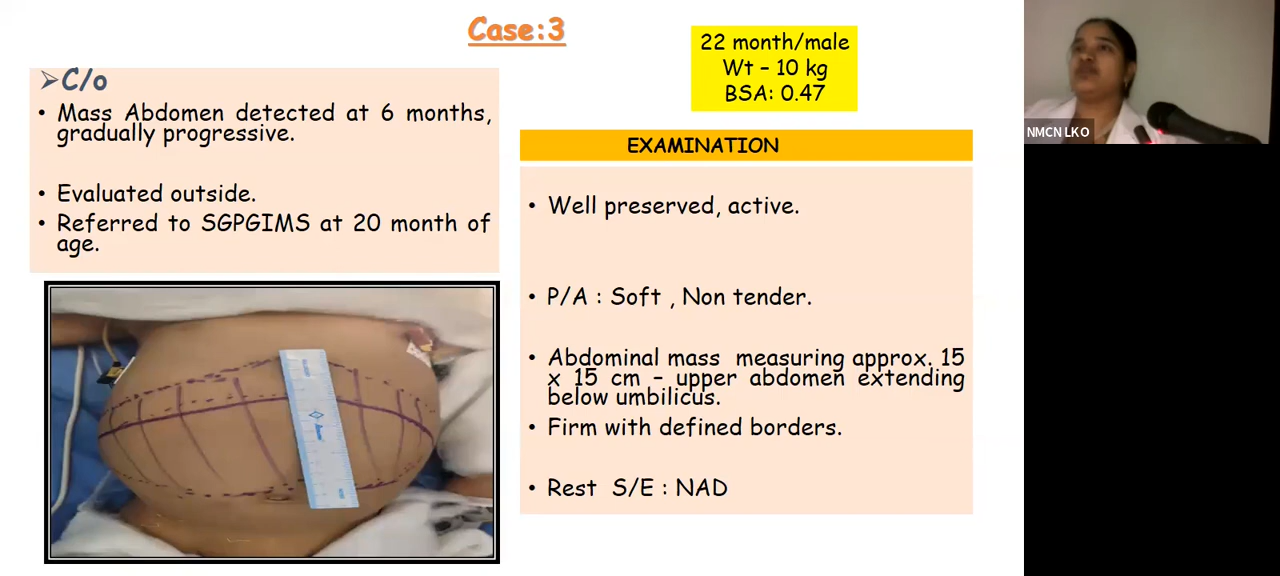 Case:3
22 month/male
Wt – 10 kg
BSA: 0.47
➢C/o
• Mass Abdomen detected at 6 months,
gradually progressive.
• Evaluated outside.
• Referred to SGPGIMS at 20 month of
age.
EXAMINATION
• Well preserved, active.
• P/A : Soft , Non tender.
• Abdominal mass measuring approx. 15
x 15 cm – upper abdomen extending
below umbilicus.
• Firm with defined borders.
• Rest S/E : NAD
NMCN LKO